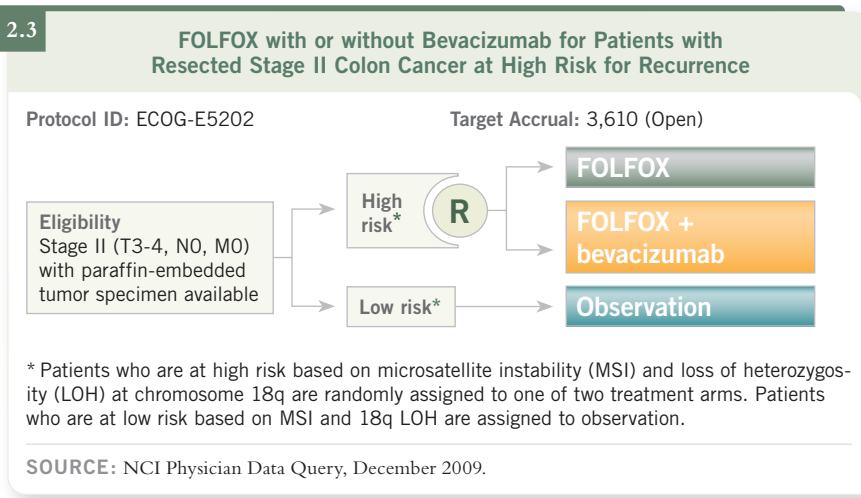 2.3
FOLFOX with or without Bevacizumab for Patients with
Resected Stage II Colon Cancer at High Risk for Recurrence
Protocol ID: ECOG-E5202
Target Accrual: 3,610 (Open)
Eligibility
Stage II (T3-4, N0, M0)
with paraffin-embedded
tumor specimen available
High
risk*
R
Low risk*
FOLFOX
FOLFOX +
bevacizumab
Observation
* Patients who are at high risk based on microsatellite instability (MSI) and loss of heterozygos-
ity (LOH) at chromosome 18q are randomly assigned to one of two treatment arms. Patients
who are at low risk based on MSI and 18q LOH are assigned to observation.
SOURCE: NCI Physician Data Query, December 2009.